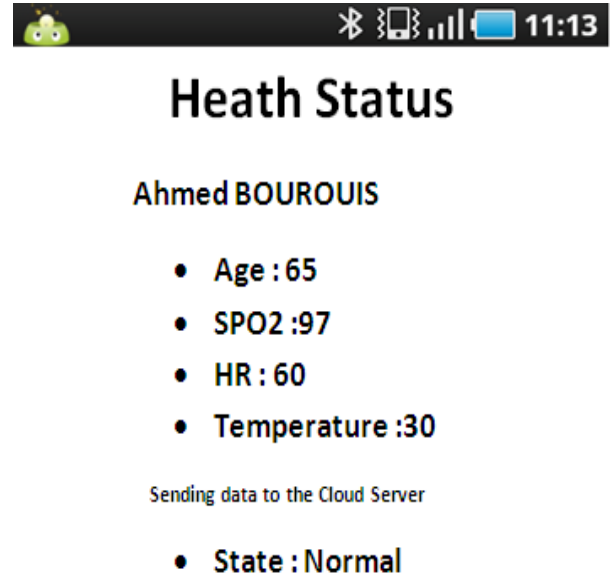 11:13
Heath Status
Ahmed BOUROUIS
• Age : 65
• SPO2 :97
• HR : 60
• Temperature :30
Sending data to the Cloud Server
• State : Normal